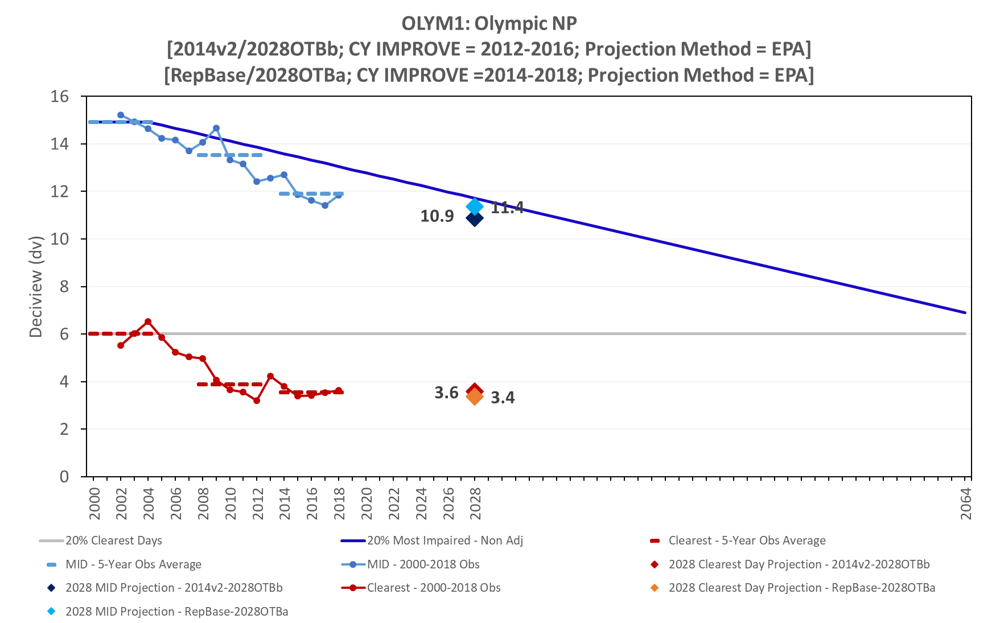 OLYM1: Olympic NP
[2014v2/2028OTBb; CY IMPROVE = 2012-2016; Projection Method = EPA]
[RepBase/2028OTBa; CY IMPROVE =2014-2018; Projection Method = EPA]
Deciview (dv)
16
14
12
10
8
6
4
2
0
10.9
11.4
3.6
3.4
2000
2002
2004
2006
2008
2010
2012
2014
2016
2018
2020
2022
2024
2026
2028
2064
20% Clearest Days
20% Most Impaired - Non Adj
Clearest - 5-Year Obs Average
MID - 5-Year Obs Average
MID - 2000-2018 Obs
2028 Clearest Day Projection - 2014v2-2028OTBb
2028 MID Projection - 2014v2-2028OTBb
Clearest - 2000-2018 Obs
2028 Clearest Day Projection - RepBase-2028OTBa
2028 MID Projection - RepBase-2028OTBa